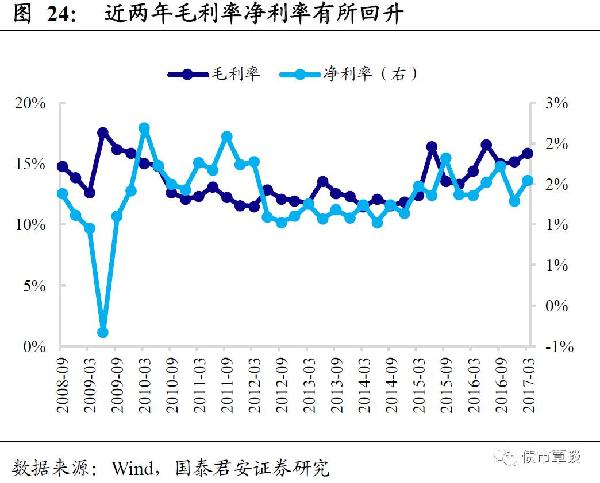 图 24： 近两年毛利率净利率有所回升
毛利率 净利率（右）
20% 3%
2%
15% 2%
10% 1%
5% 1%
0%
0% -1%
2008-09 2009-03 2009-09 2010-03 2010-09 2011-03 2011-09 2012-03 2012-09 2013-03 2013-09 2014-03 2014-09 2015-03 2015-09 2016-03 2016-09 2017-03
债市覃谈
数据来源：Wind，国泰君安证券研究